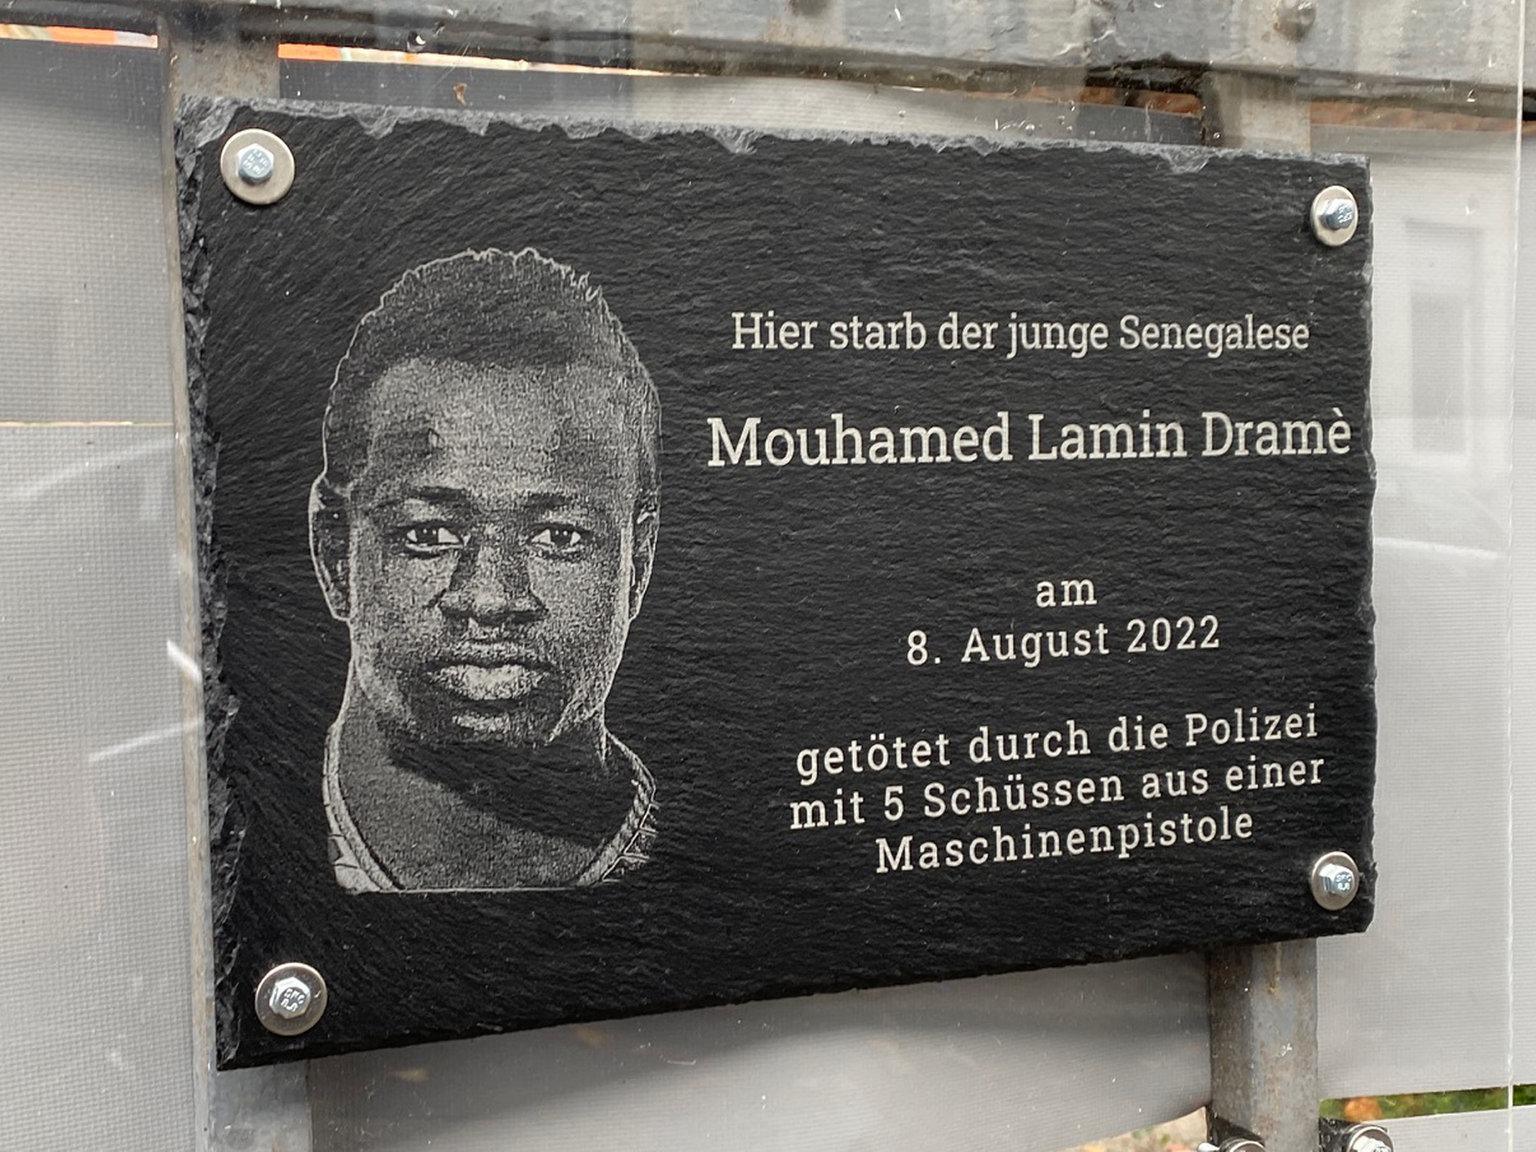 Hier starb der junge Senegalese
Mouhamed Lamin Dramè
am
8. August 2022
getötet durch die Polizei
mit 5 Schüssen aus einer
Maschinenpistole